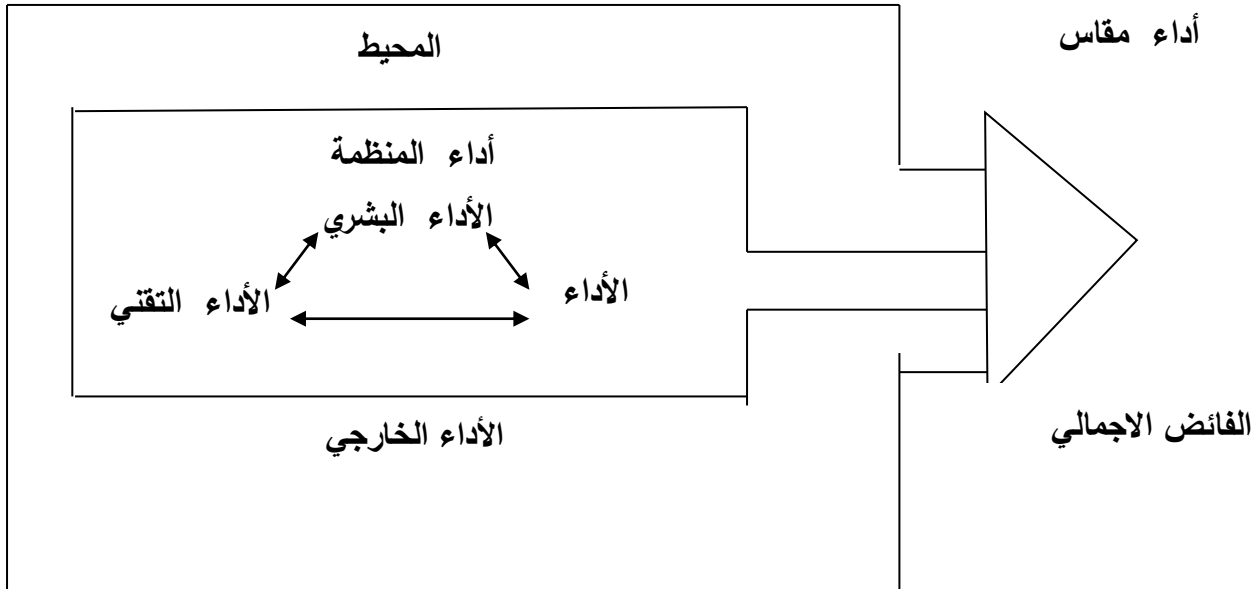 أداء مقاس
المحيط
أداء المنظمة
الأداء البشري
الأداء
الأداء التقني
الفائض الاجمالي
الأداء الخارجي